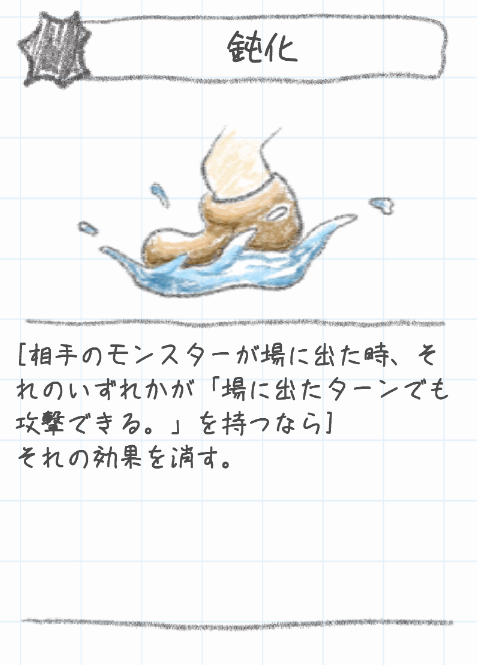 鈍化
[相手のモンスターが場に出た時、そ
れのいずれかが「場に出たターンでも
攻撃できる。」を持つなら]
それの効果を消す。